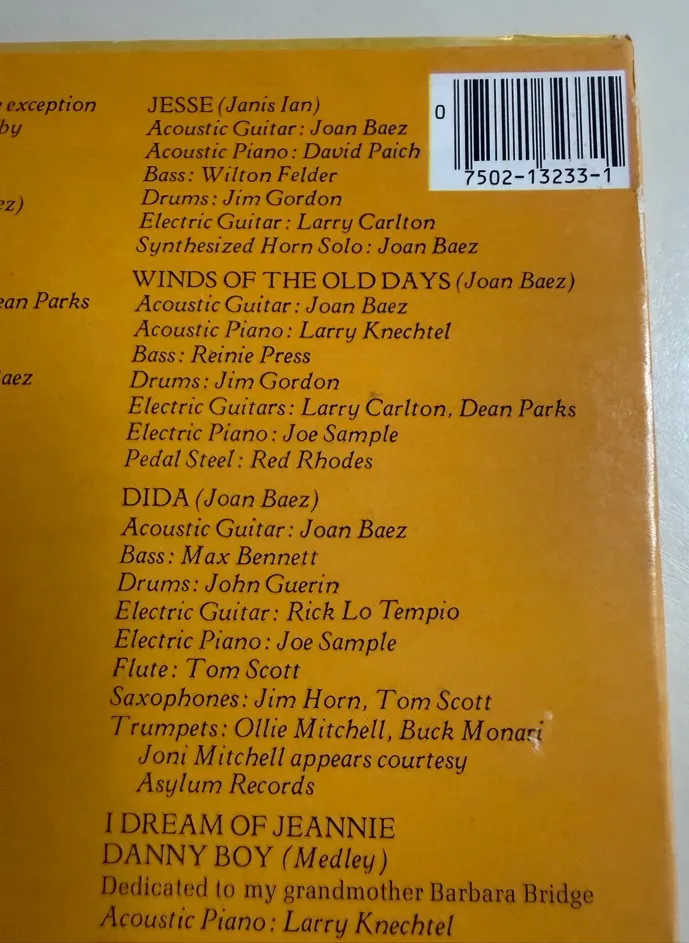 exception
by
ez)
ean Parks
aez
JESSE (Janis Ian)
Acoustic Guitar: Joan Baez
Acoustic Piano: David Paich
Bass: Wilton Felder
Drums: Jim Gordon
Electric Guitar: Larry Carlton
Synthesized Horn Solo: Joan Baez
0
7502-13233-1
WINDS OF THE OLD DAYS (Joan Baez)
Acoustic Guitar: Joan Baez
Acoustic Piano: Larry Knechtel
Bass: Reinie Press
Drums: Jim Gordon
Electric Guitars: Larry Carlton, Dean Parks
Electric Piano: Joe Sample
Pedal Steel: Red Rhodes
DIDA (Joan Baez)
Acoustic Guitar: Joan Baez
Bass: Max Bennett
Drums: John Guerin
Electric Guitar: Rick Lo Tempio
Electric Piano: Joe Sample
Flute: Tom Scott
Saxophones: Jim Horn, Tom Scott
Trumpets: Ollie Mitchell, Buck Monari
Joni Mitchell appears courtesy
Asylum Records
I DREAM OF JEANNIE
DANNY BOY (Medley)
Dedicated to my grandmother Barbara Bridge
Acoustic Piano: Larry Knechtel